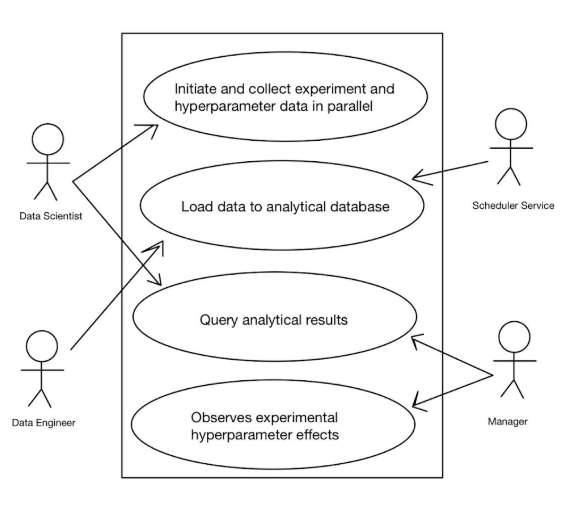 Initiate and collect experiment and
hyperparameter data in parallel
Data Scientist
Scheduler Service
Load data to analytical database
Query analytical results
Data Engineer
Manager
Observes experimental
hyperparameter effects